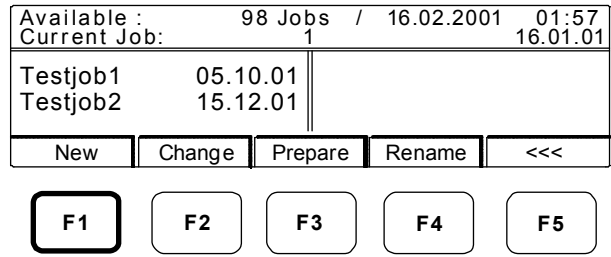 Available : 98 Jobs / 16.02.2001 01:57
Current Job: 1 16.01.01
Testjob1 05.10.01
Testjob2 15.12.01
New Change Prepare Rename <<<
F1 F2 F3 F4 F5